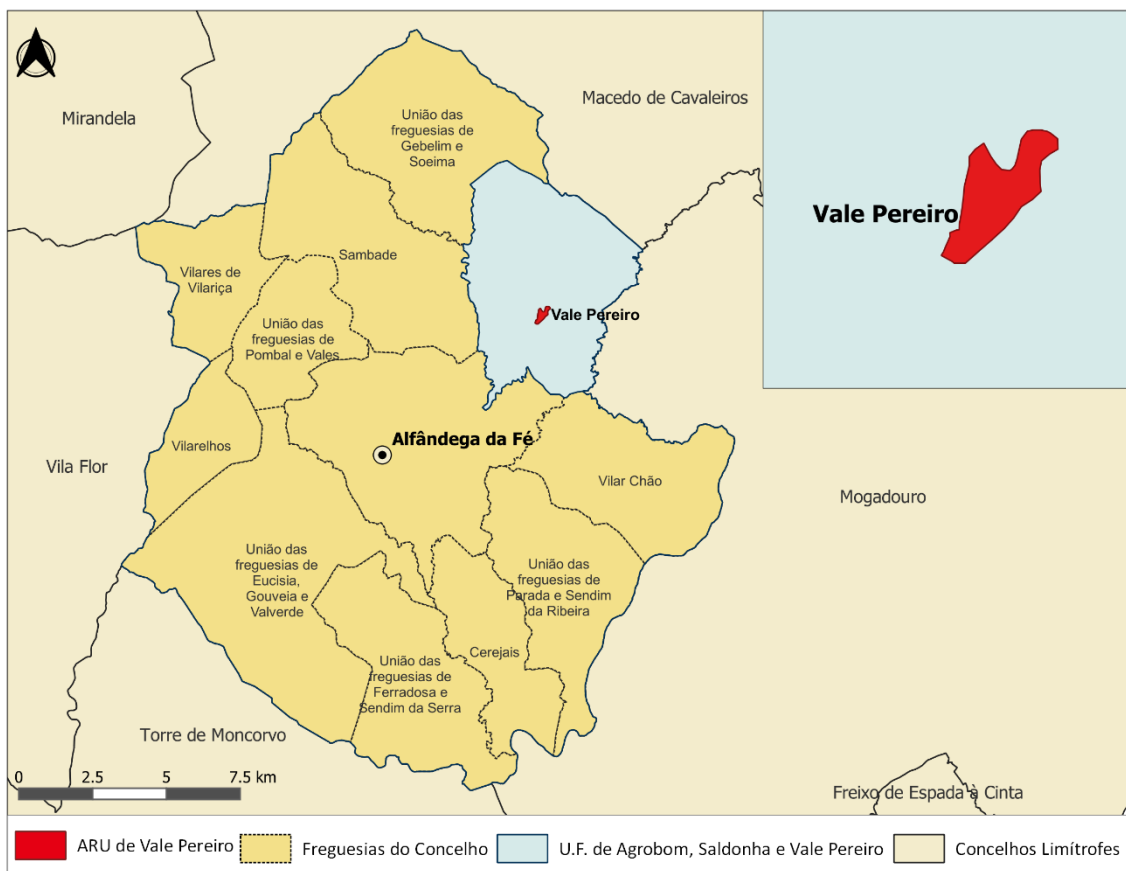 Mirandela
Macedo de Cavaleiros
União das
freguesias de
Gebelim e
Soeima
Vale Pereiro
Sambade
Vilares de
Vilariça
Vale Pereiro
União das
freguesias de
Pombal e Vales
Alfândega da Fé
Vilarelhos
Vila Flor
Vilar Chão
Mogadouro
União das
freguesias de
Eucisia,
Gouveia e
Valverde
União das
freguesias de
Parada e Sendim
da Ribeira
Cerejais
União das
freguesias de
Ferradosa e
Sendim da Serra
Torre de Moncorvo
Freixo de Espada à Cinta
0 2.5 5 7.5 km
ARU de Vale Pereiro Freguesias do Concelho U.F. de Agrobom, Saldonha e Vale Pereiro Concelhos Limítrofes